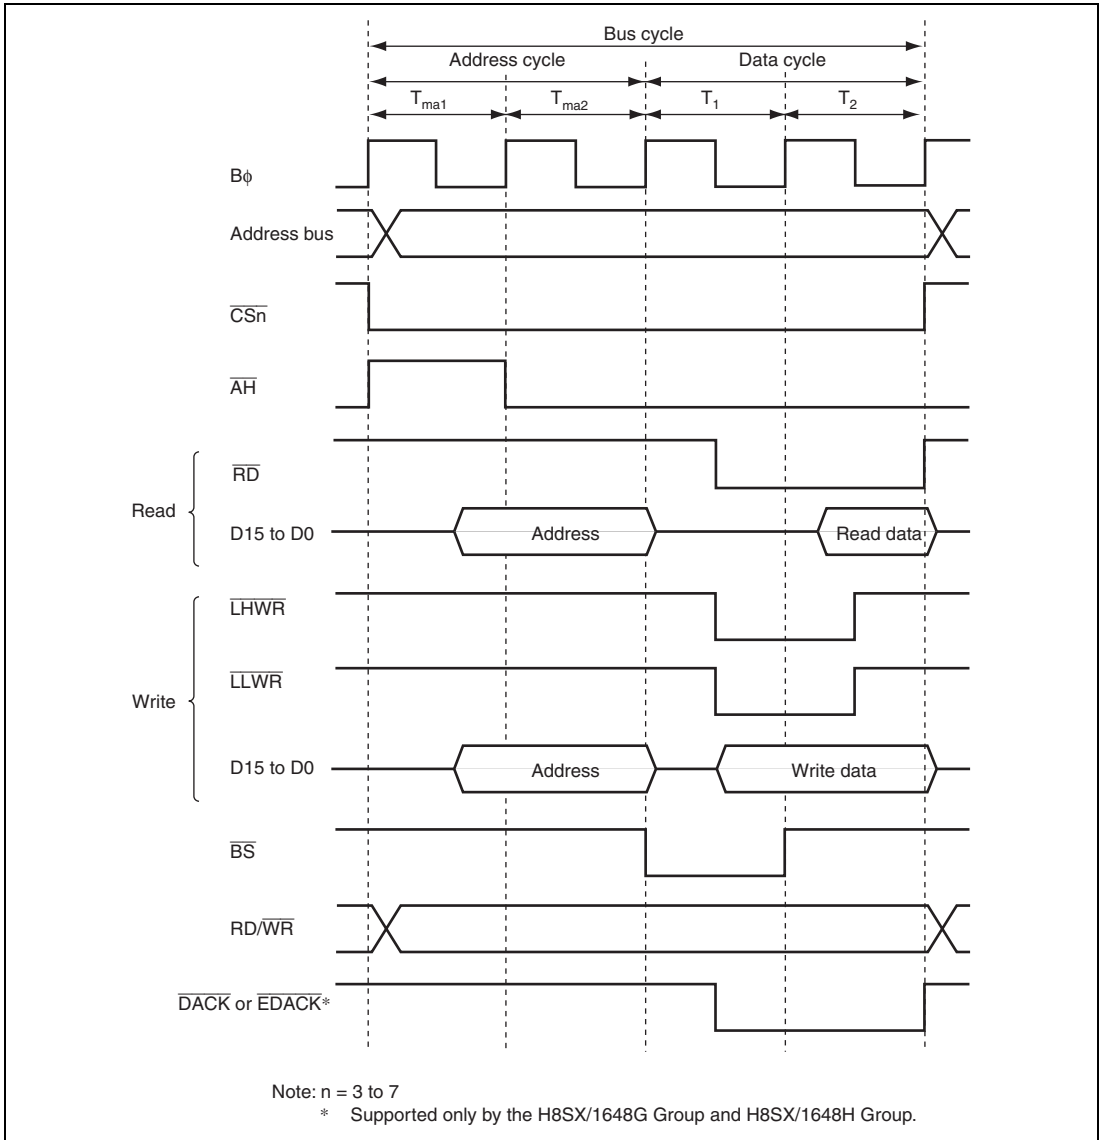 Bus cycle
Address cycle Data cycle
Tma1 Tma2 T1 T2
Bϕ
Address bus
CSn
AH
RD
Read
D15 to D0 Address Read data
LHWR
LLWR
Write
D15 to D0 Address Write data
BS
RD/WR
DACK or EDACK*
Note: n = 3 to 7
* Supported only by the H8SX/1648G Group and H8SX/1648H Group.